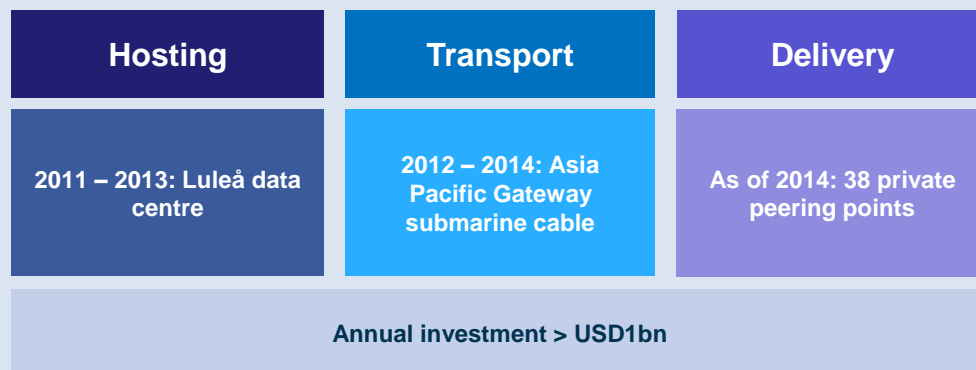 Hosting
Transport
Delivery
2011 – 2013: Luleå data
centre
2012 – 2014: Asia
Pacific Gateway
submarine cable
As of 2014: 38 private
peering points
Annual investment > USD1bn